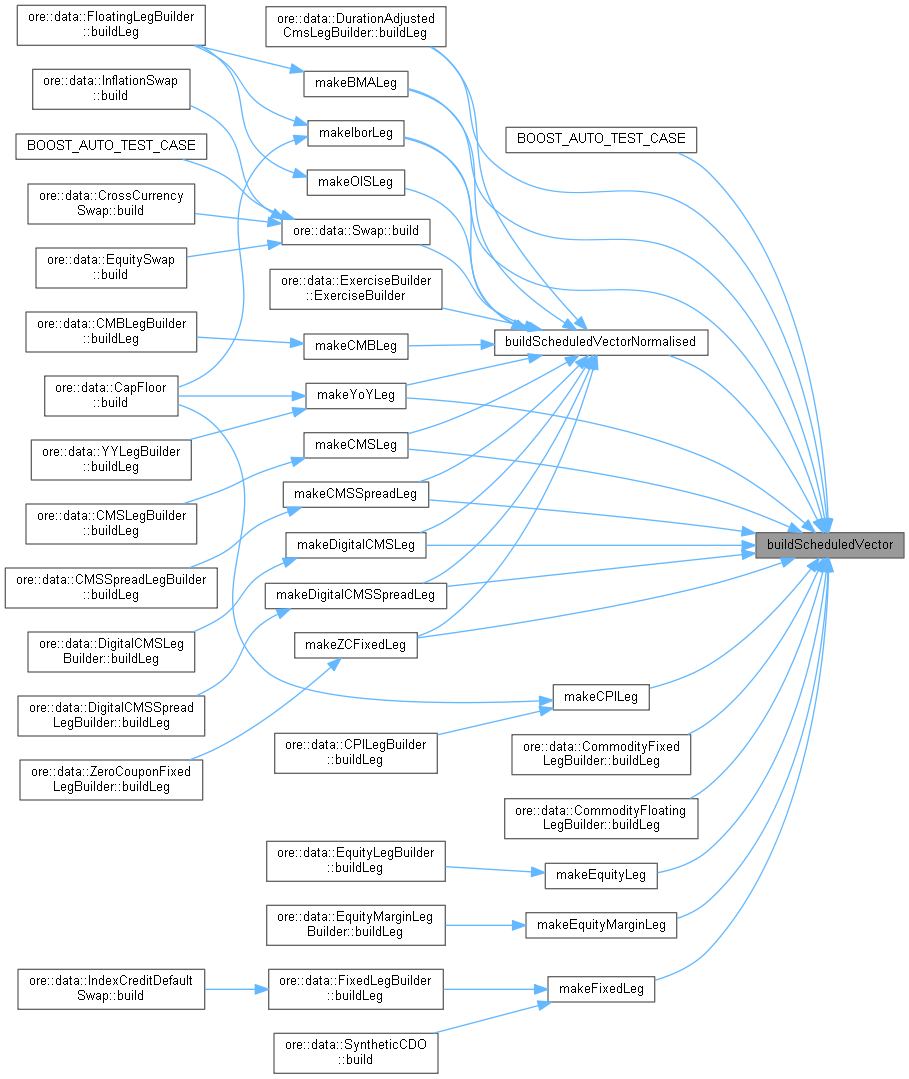 ore::data::FloatingLegBuilder
::buildLeg
ore::data::DurationAdjusted
CmsLegBuilder::buildLeg
makeBMALeg
ore::data::InflationSwap
::build
makeIborLeg
BOOST_AUTO_TEST_CASE
BOOST_AUTO_TEST_CASE
makeOISLeg
ore::data::CrossCurrency
Swap::build
ore::data::Swap::build
ore::data::EquitySwap
::build
ore::data::ExerciseBuilder
::ExerciseBuilder
ore::data::CMBLegBuilder
::buildLeg
makeCMBLeg
buildScheduledVectorNormalised
ore::data::CapFloor
::build
makeYoYLeg
ore::data::YYLegBuilder
::buildLeg
makeCMSLeg
ore::data::CMSLegBuilder
::buildLeg
makeCMSSpreadLeg
makeDigitalCMSLeg
buildScheduledVector
ore::data::CMSSpreadLegBuilder
::buildLeg
makeDigitalCMSSpreadLeg
ore::data::DigitalCMSLeg
Builder::buildLeg
makeZCFixedLeg
ore::data::DigitalCMSSpread
LegBuilder::buildLeg
makeCPILeg
ore::data::CPILegBuilder
::buildLeg
ore::data::CommodityFixed
LegBuilder::buildLeg
ore::data::ZeroCouponFixed
LegBuilder::buildLeg
ore::data::CommodityFloating
LegBuilder::buildLeg
ore::data::EquityLegBuilder
::buildLeg
makeEquityLeg
ore::data::EquityMarginLeg
Builder::buildLeg
makeEquityMarginLeg
ore::data::IndexCreditDefault
Swap::build
ore::data::FixedLegBuilder
::buildLeg
makeFixedLeg
ore::data::SyntheticCDO
::build